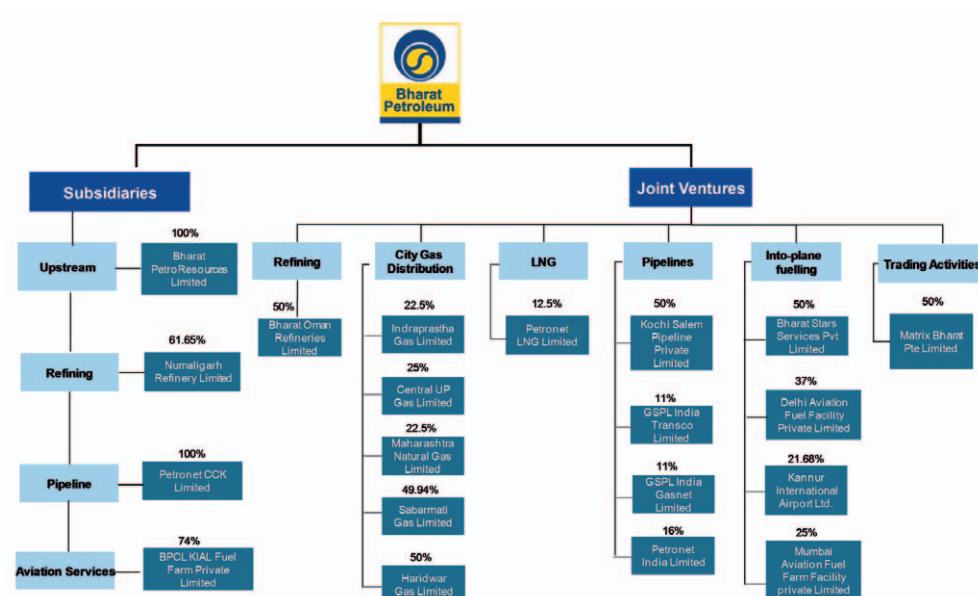 Bharat
Petroleum
Subsidiaries
Joint Ventures
Upstream
100%
Bharat
PetroResources
Limited
Refining
61.65%
Numaligarh
Refinery Limited
Pipeline
100%
Petronet CCK
Limited
Aviation Services
74%
BPCL KIAL Fuel
Farm Private
Limited
Refining
50%
Bharat Oman
Refineries
Limited
City Gas
Distribution
22.5%
Indraprastha
Gas Limited
25%
Central UP
Gas Limited
22.5%
Maharashtra
Natural Gas
Limited
49.94%
Sabarmati
Gas Limited
50%
Haridwar
Gas Limited
LNG
12.5%
Petronet
LNG Limited
Pipelines
50%
Kochi Salem
Pipeline
Private
Limited
11%
GSPL India
Transco
Limited
11%
GSPL India
Gasnet
Limited
16%
Petronet
India Limited
Into-plane
fuelling
50%
Bharat Stars
Services Pvt
Limited
37%
Delhi Aviation
Fuel Facility
Private Limited
21.68%
Kannur
International
Airport Ltd.
25%
Mumbai
Aviation Fuel
Farm Facility
private Limited
Trading Activities
50%
Matrix Bharat
Pte Limited